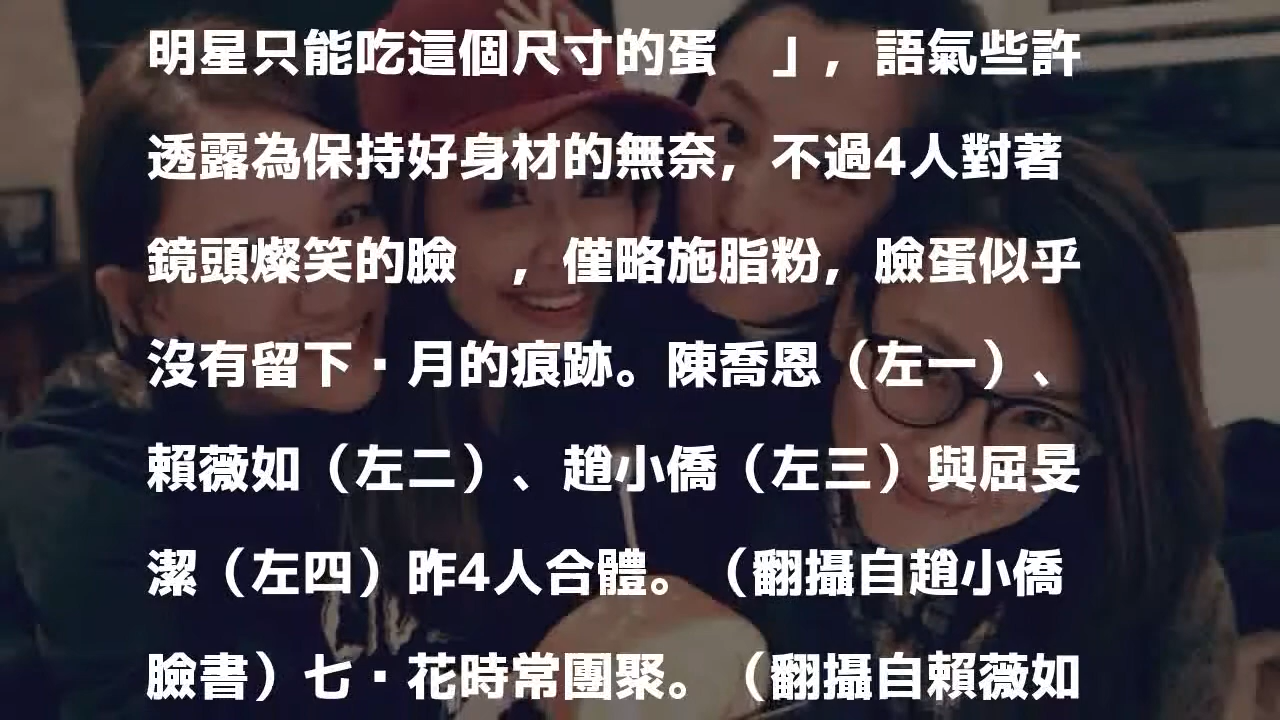 明星只能吃這個尺寸的蛋　」，語氣些許
透露為保持好身材的無奈，不過4人對著
鏡頭燦笑的臉　，僅略施脂粉，臉蛋似乎
沒有留下▪月的痕跡。陳喬恩（左一）、
賴薇如（左二）、趙小僑（左三）與屈旻
潔（左四）昨4人合體。（翻攝自趙小僑
臉書）七▪花時常團聚。（翻攝自賴薇如